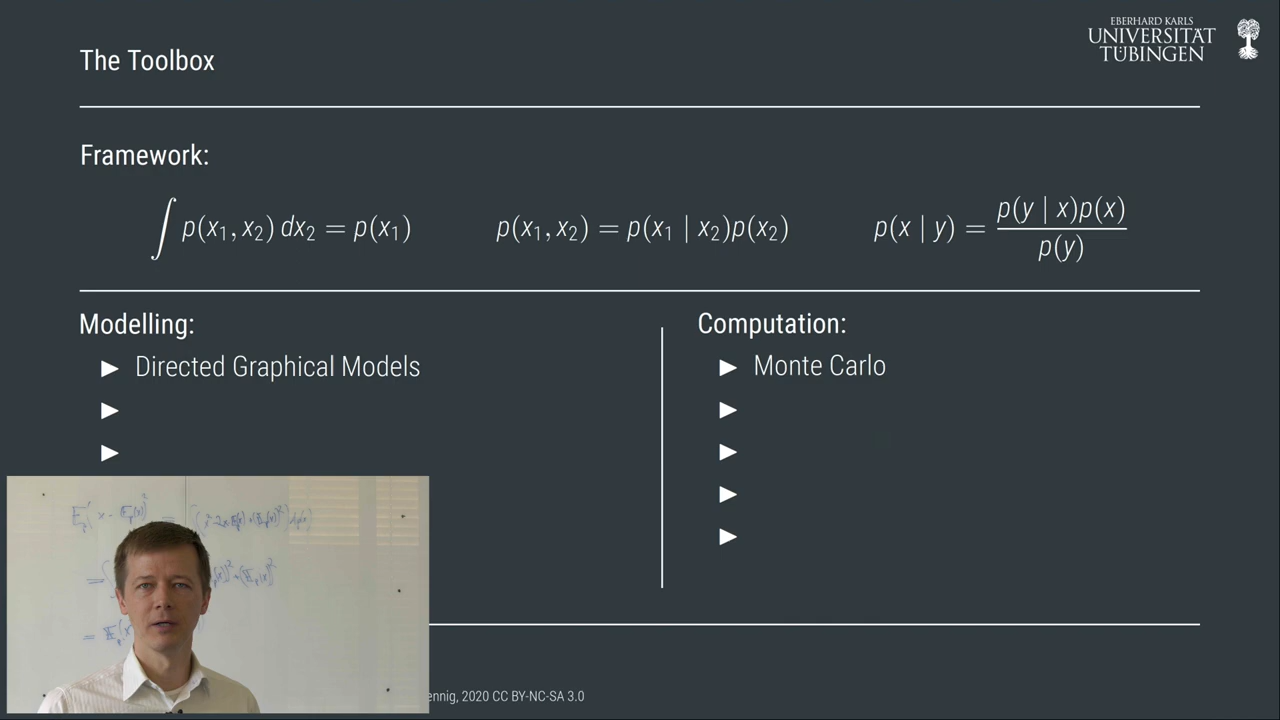 The Toolbox
EBERHARD KARLS
UNIVERSITÄT
TÜBINGEN
Framework:
∫ p(x₁, x₂) dx₂ = p(x₁)
p(x₁, x₂) = p(x₁ | x₂)p(x₂)
p(x | y) = p(y | x)p(x) / p(y)
Modelling:
▶ Directed Graphical Models
▶
▶
Computation:
▶ Monte Carlo
▶
▶
▶
▶
ennig, 2020 CC BY-NC-SA 3.0